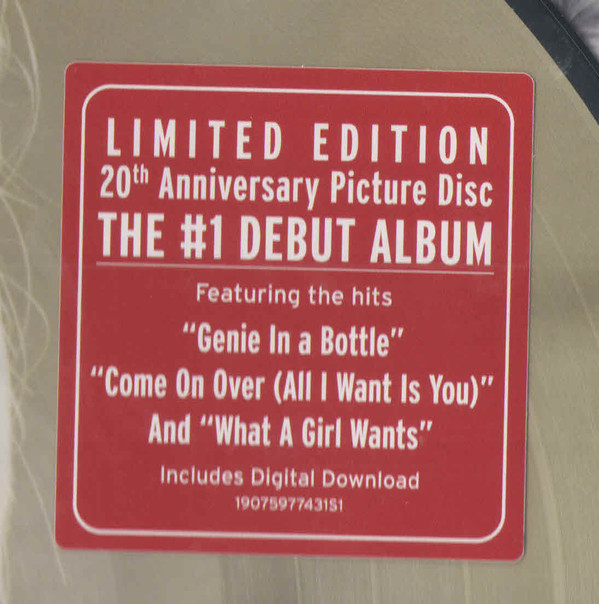 LIMITED EDITION
20th Anniversary Picture Disc
THE #1 DEBUT ALBUM
Featuring the hits
“Genie In a Bottle”
“Come On Over (All I Want Is You)”
And “What A Girl Wants”
Includes Digital Download
19075977431S1